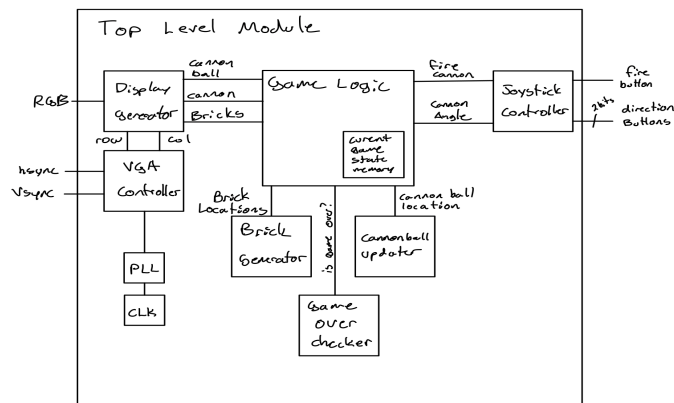 Top Level Module
RGB
Display
Generator
cannon
ball
cannon
Bricks
Game Logic
current
game
state
memory
Fire
cannon
cannon
Angle
Joystick
Controller
fire
button
2bits
direction
Buttons
row
col
hsync
Vsync
VGA
Controller
PLL
CLK
Brick
Locations
Brick
Generator
is game over?
cannon ball
location
Cannonball
updater
Game
over
checker